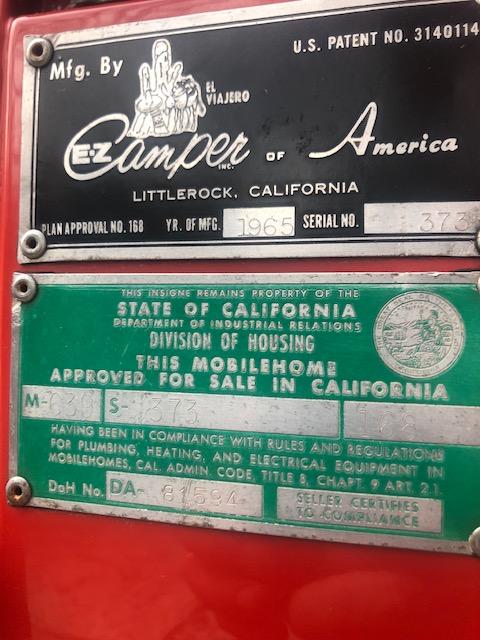 Mfg. By
U.S. PATENT NO. 3140114
EL
VIAJERO
E-Z Camper INC. OF America
LITTLEROCK, CALIFORNIA
PLAN APPROVAL NO. 168 YR. OF MFG. 1965 SERIAL NO. 373
THIS INSIGNE REMAINS PROPERTY OF THE
STATE OF CALIFORNIA
DEPARTMENT OF INDUSTRIAL RELATIONS
DIVISION OF HOUSING
THIS MOBILEHOME
APPROVED FOR SALE IN CALIFORNIA
M-630 S-373 168
HAVING BEEN IN COMPLIANCE WITH RULES AND REGULATIONS
FOR PLUMBING, HEATING, AND ELECTRICAL EQUIPMENT IN
MOBILEHOMES, CAL. ADMIN. CODE, TITLE 8, CHAPT. 9 ART 2.1.
DoH No. DA-81594
SELLER CERTIFIES
TO COMPLIANCE